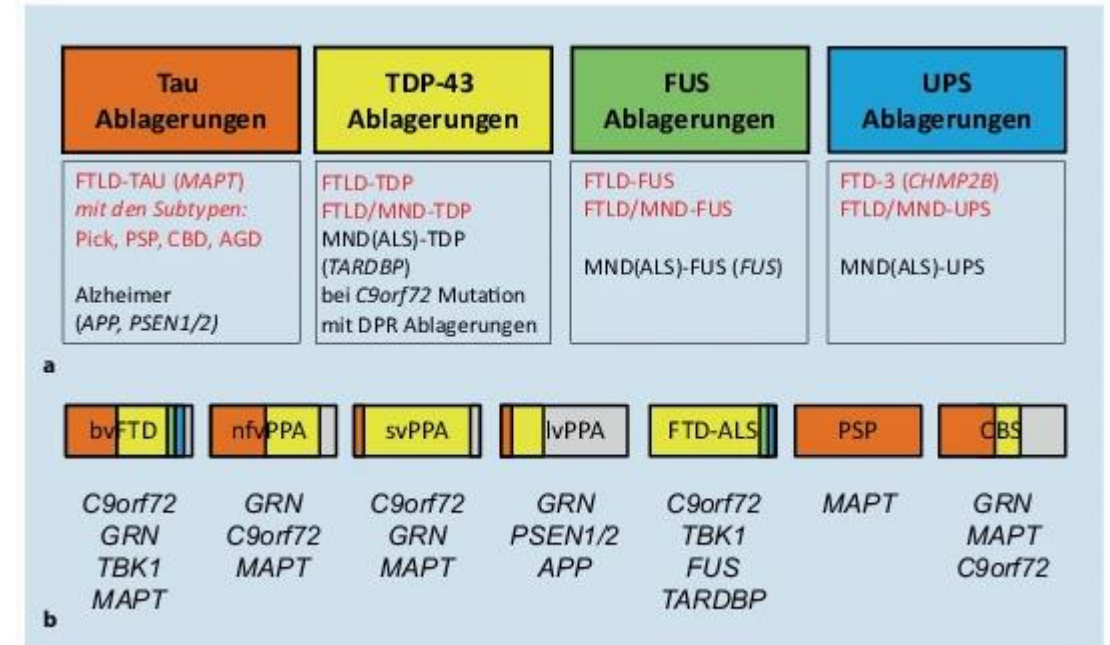 Tau
Ablagerungen
TDP-43
Ablagerungen
FUS
Ablagerungen
UPS
Ablagerungen
FTLD-TAU (MAPT)
mit den Subtypen:
Pick, PSP, CBD, AGD
Alzheimer
(APP, PSEN1/2)
FTLD-TDP
FTLD/MND-TDP
MND(ALS)-TDP
(TARDBP)
bei C9orf72 Mutation
mit DPR Ablagerungen
FTLD-FUS
FTLD/MND-FUS
MND(ALS)-FUS (FUS)
FTD-3 (CHMP2B)
FTLD/MND-UPS
MND(ALS)-UPS
a
bvFTD
nfvPPA
svPPA
lvPPA
FTD-ALS
PSP
CBS
C9orf72
GRN
TBK1
MAPT
GRN
C9orf72
MAPT
C9orf72
GRN
MAPT
GRN
PSEN1/2
APP
C9orf72
TBK1
FUS
TARDBP
MAPT
GRN
MAPT
C9orf72
b